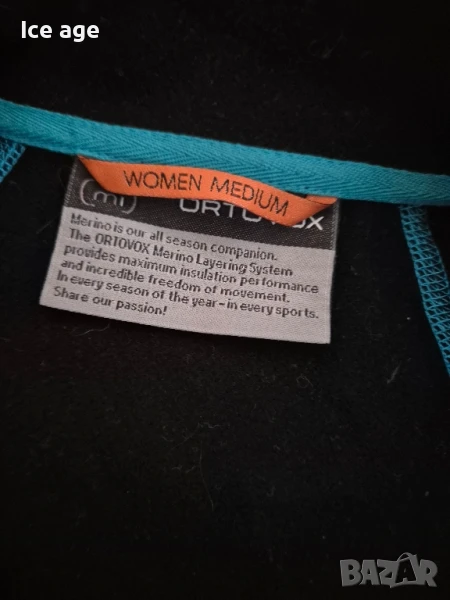 Ice age
WOMEN MEDIUM
(mi) ORTOVOX
Merino is our all season companion.
The ORTOVOX Merino Layering System
provides maximum insulation performance
and incredible freedom of movement.
In every season of the year – in every sports.
Share our passion!
BAZAR